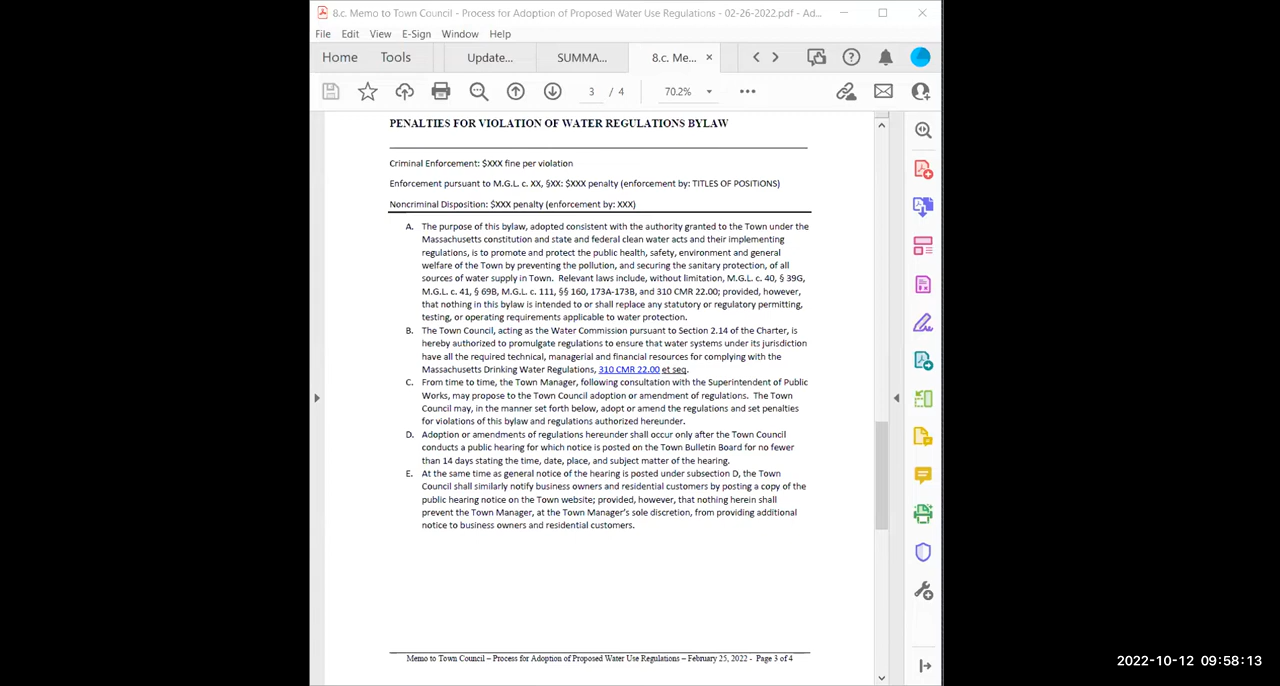 8.c. Memo to Town Council - Process for Adoption of Proposed Water Use Regulations - 02-26-2022.pdf - Ad...
File Edit View E-Sign Window Help
Home Tools Update... SUMMA... 8.c. Me... ×
3 / 4 70.2%
PENALTIES FOR VIOLATION OF WATER REGULATIONS BYLAW
Criminal Enforcement: $XXX fine per violation
Enforcement pursuant to M.G.L. c. XX, §XX: $XXX penalty (enforcement by: TITLES OF POSITIONS)
Noncriminal Disposition: $XXX penalty (enforcement by: XXX)
A. The purpose of this bylaw, adopted consistent with the authority granted to the Town under the
Massachusetts constitution and state and federal clean water acts and their implementing
regulations, is to promote and protect the public health, safety, environment and general
welfare of the Town by preventing the pollution, and securing the sanitary protection, of all
sources of water supply in Town. Relevant laws include, without limitation, M.G.L. c. 40, § 39G,
M.G.L. c. 41, § 69B, M.G.L. c. 111, §§ 160, 173A-173B, and 310 CMR 22.00; provided, however,
that nothing in this bylaw is intended to or shall replace any statutory or regulatory permitting,
testing, or operating requirements applicable to water protection.
B. The Town Council, acting as the Water Commission pursuant to Section 2.14 of the Charter, is
hereby authorized to promulgate regulations to ensure that water systems under its jurisdiction
have all the required technical, managerial and financial resources for complying with the
Massachusetts Drinking Water Regulations, 310 CMR 22.00 et seq.
C. From time to time, the Town Manager, following consultation with the Superintendent of Public
Works, may propose to the Town Council adoption or amendment of regulations. The Town
Council may, in the manner set forth below, adopt or amend the regulations and set penalties
for violations of this bylaw and regulations authorized hereunder.
D. Adoption or amendments of regulations hereunder shall occur only after the Town Council
conducts a public hearing for which notice is posted on the Town Bulletin Board for no fewer
than 14 days stating the time, date, place, and subject matter of the hearing.
E. At the same time as general notice of the hearing is posted under subsection D, the Town
Council shall similarly notify business owners and residential customers by posting a copy of the
public hearing notice on the Town website; provided, however, that nothing herein shall
prevent the Town Manager, at the Town Manager's sole discretion, from providing additional
notice to business owners and residential customers.
Memo to Town Council – Process for Adoption of Proposed Water Use Regulations – February 25, 2022 - Page 3 of 4
2022-10-12 09:58:13